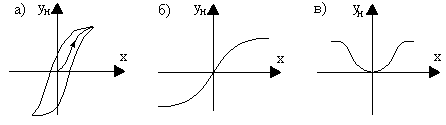 а) yн x б) yн x в) yн x